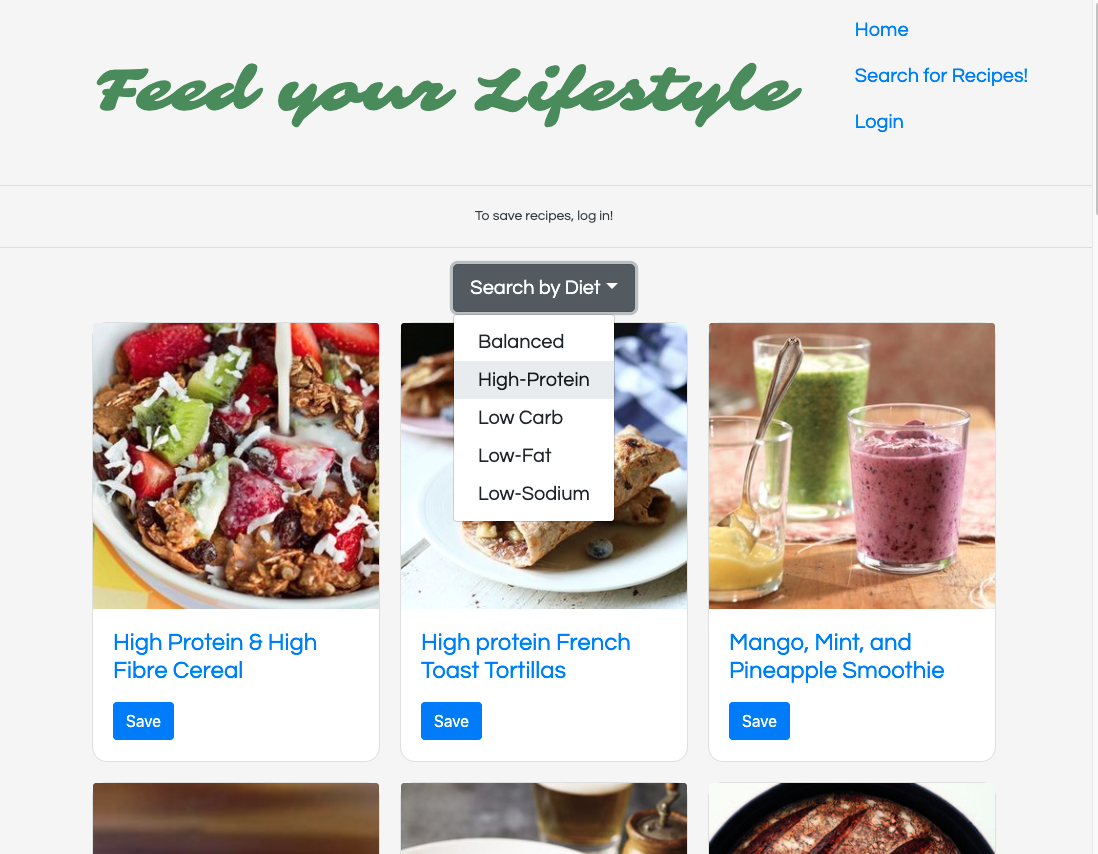 Feed your Lifestyle
Home
Search for Recipes!
Login
To save recipes, log in!
Search by Diet
Balanced
High-Protein
Low Carb
Low-Fat
Low-Sodium
High Protein & High
Fibre Cereal
Save
High protein French
Toast Tortillas
Save
Mango, Mint, and
Pineapple Smoothie
Save